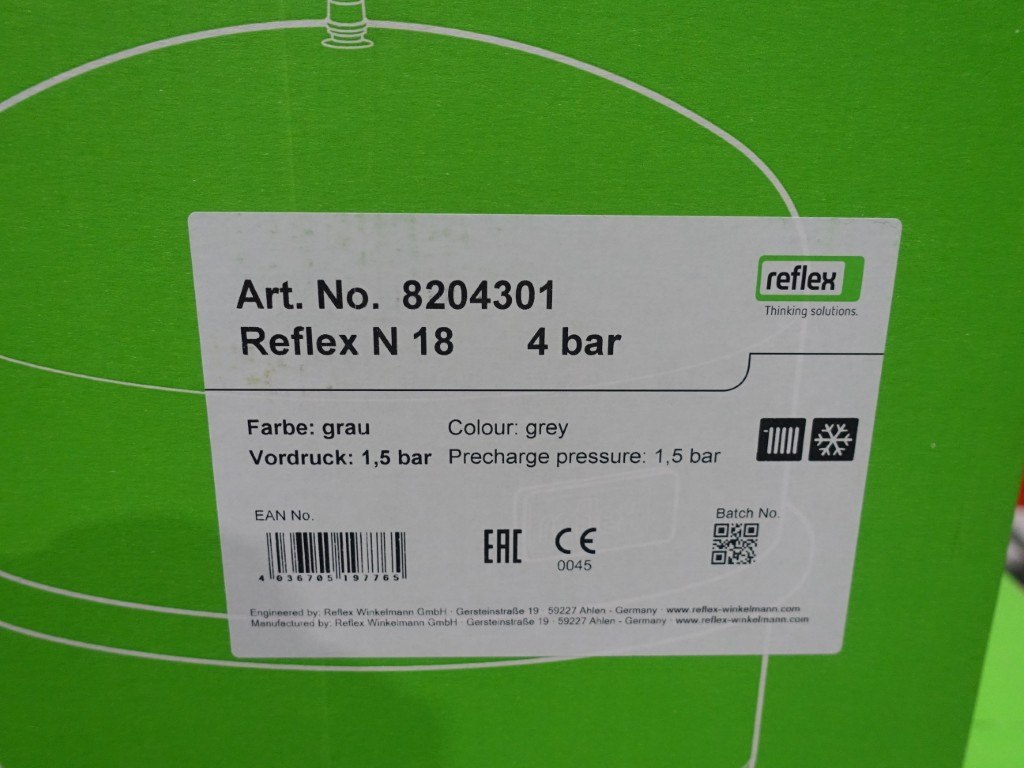 reflex
Thinking solutions.
Art. No. 8204301
Reflex N 18 4 bar
Farbe: grau Colour: grey
Vordruck: 1,5 bar Precharge pressure: 1,5 bar
EAN No.
4 036705 197765
EAC
CE
0045
Batch No.
Engineered by: Reflex Winkelmann GmbH · Gersteinstraße 19 · 59227 Ahlen - Germany · www.reflex-winkelmann.com
Manufactured by: Reflex Winkelmann GmbH · Gersteinstraße 19 · 59227 Ahlen - Germany · www.reflex-winkelmann.com